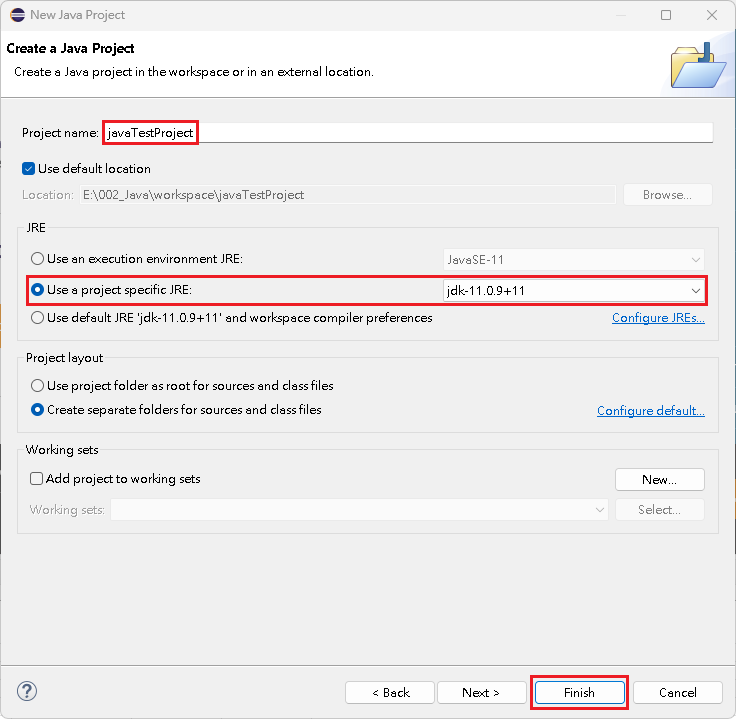 New Java Project
Create a Java Project
Create a Java project in the workspace or in an external location.
Project name: javaTestProject
Use default location
Location: E:\002_Java\workspace\javaTestProject Browse...
JRE
Use an execution environment JRE: JavaSE-11
Use a project specific JRE: jdk-11.0.9+11
Use default JRE 'jdk-11.0.9+11' and workspace compiler preferences Configure JREs...
Project layout
Use project folder as root for sources and class files
Create separate folders for sources and class files Configure default...
Working sets
Add project to working sets New...
Working sets: Select...
? < Back Next > Finish Cancel